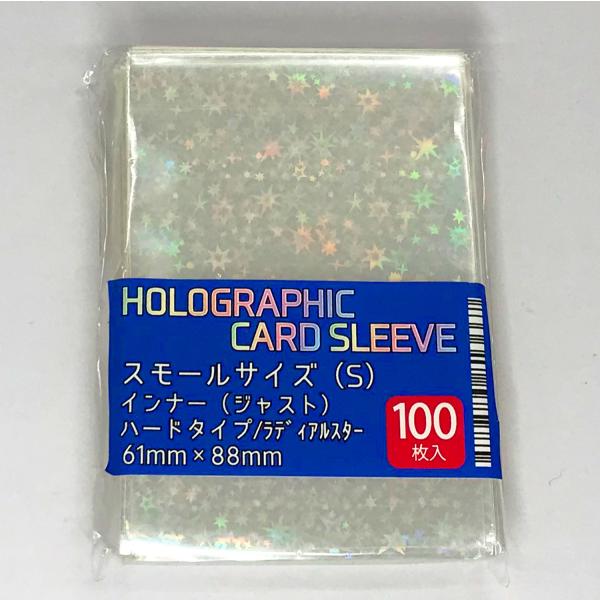 HOLOGRAPHIC
CARD SLEEVE
スモールサイズ（S）
インナー（ジャスト）
ハードタイプ/ﾗﾃﾞｨｱﾙｽﾀｰ
61mm×88mm
100
枚入